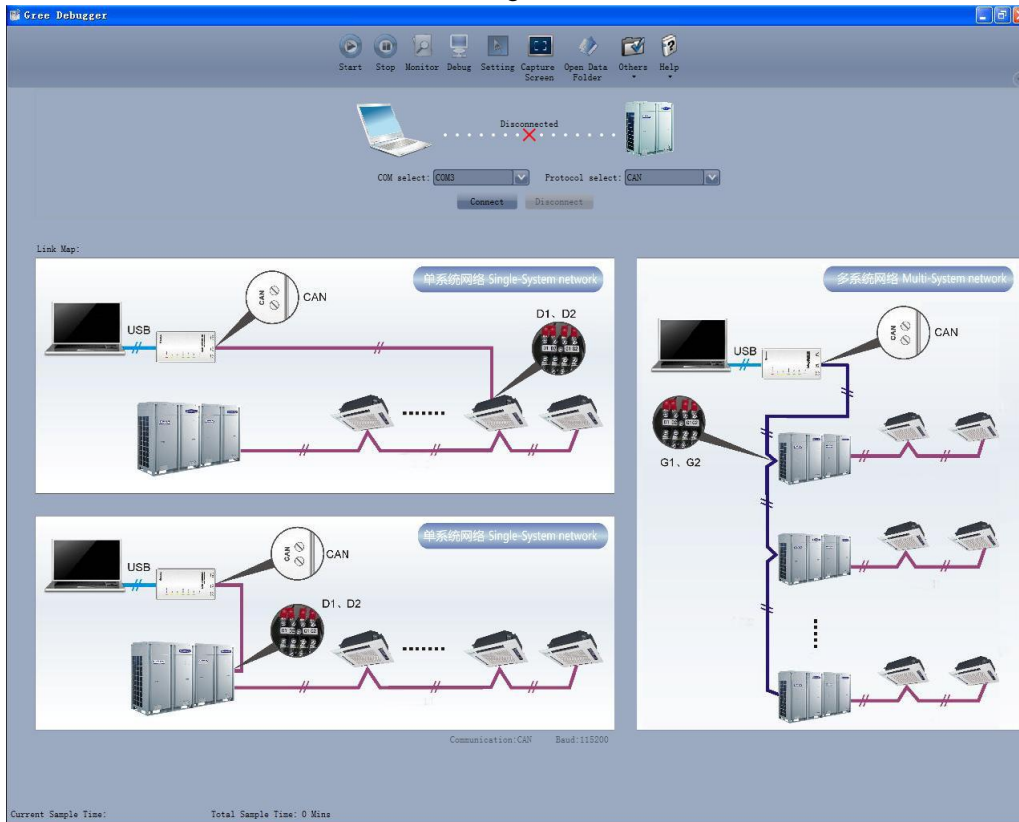 Gree Debugger
Start Stop Monitor Debug Setting Capture Screen Open Data Folder Others Help
Disconnected
COM select: COM3 Protocol select: CAN
Connect Disconnect
Link Map:
单系统网络 Single-System network
CAN
CAN
USB
D1、D2
单系统网络 Single-System network
CAN
CAN
USB
D1、D2
多系统网络 Multi-System network
CAN
CAN
USB
G1、G2
Communication:CAN Baud:115200
Current Sample Time: Total Sample Time: 0 Mins